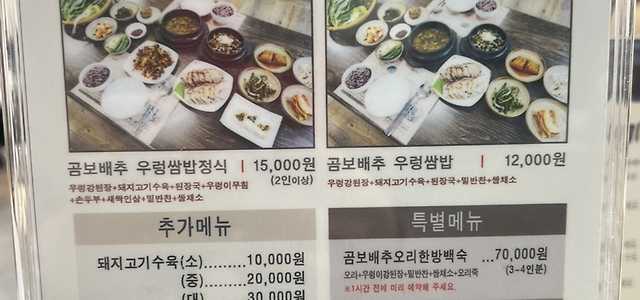 곰보배추 우렁쌈밥정식 | 15,000원
(2인이상)
우렁강된장+돼지고기수육+된장국+우렁이무침
+손두부+새싹인삼+밑반찬+쌈채소
곰보배추 우렁쌈밥 | 12,000원
우렁강된장+돼지고기수육+된장국+밑반찬+쌈채소
추가메뉴
돼지고기수육(소)........10,000원
(중)........20,000원
(대) 30,000원
특별메뉴
곰보배추오리한방백숙 ...70,000원
오리+우렁이강된장+밑반찬+쌈채소+오리죽 (3~4인분)
※1시간 전에 미리 예약해 주세요.